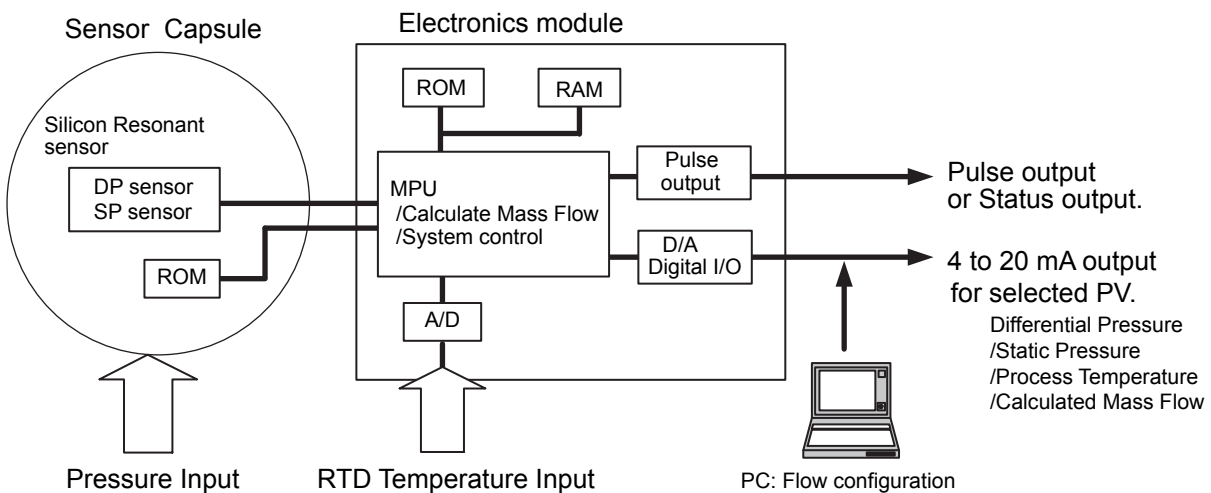 Sensor Capsule
Electronics module
Silicon Resonant
sensor
DP sensor
SP sensor
ROM
ROM
RAM
MPU
/Calculate Mass Flow
/System control
A/D
Pulse
output
D/A
Digital I/O
Pulse output
or Status output.
4 to 20 mA output
for selected PV.
Differential Pressure
/Static Pressure
/Process Temperature
/Calculated Mass Flow
Pressure Input
RTD Temperature Input
PC: Flow configuration